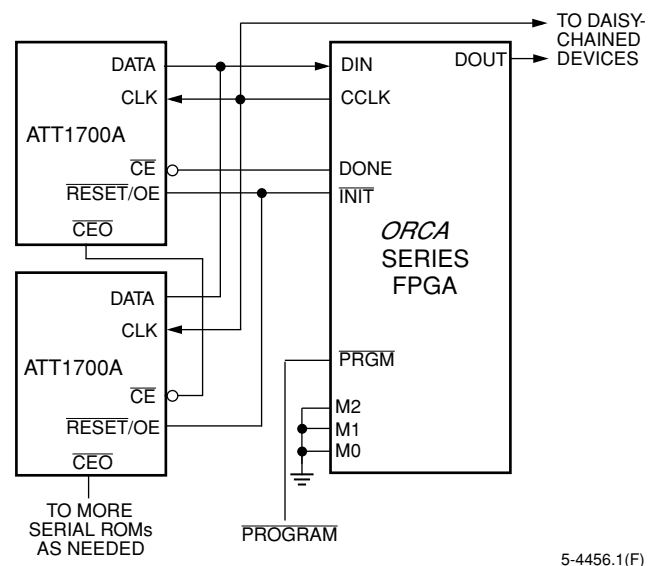 TO DAISY-
CHAINED
DEVICES
DATA
CLK
ATT1700A
CE
RESET/OE
CEO
DIN
DOUT
CCLK
DONE
INIT
ORCA
SERIES
FPGA
PRGM
M2
M1
M0
DATA
CLK
ATT1700A
CE
RESET/OE
CEO
TO MORE
SERIAL ROMs
AS NEEDED
PROGRAM
5-4456.1(F)